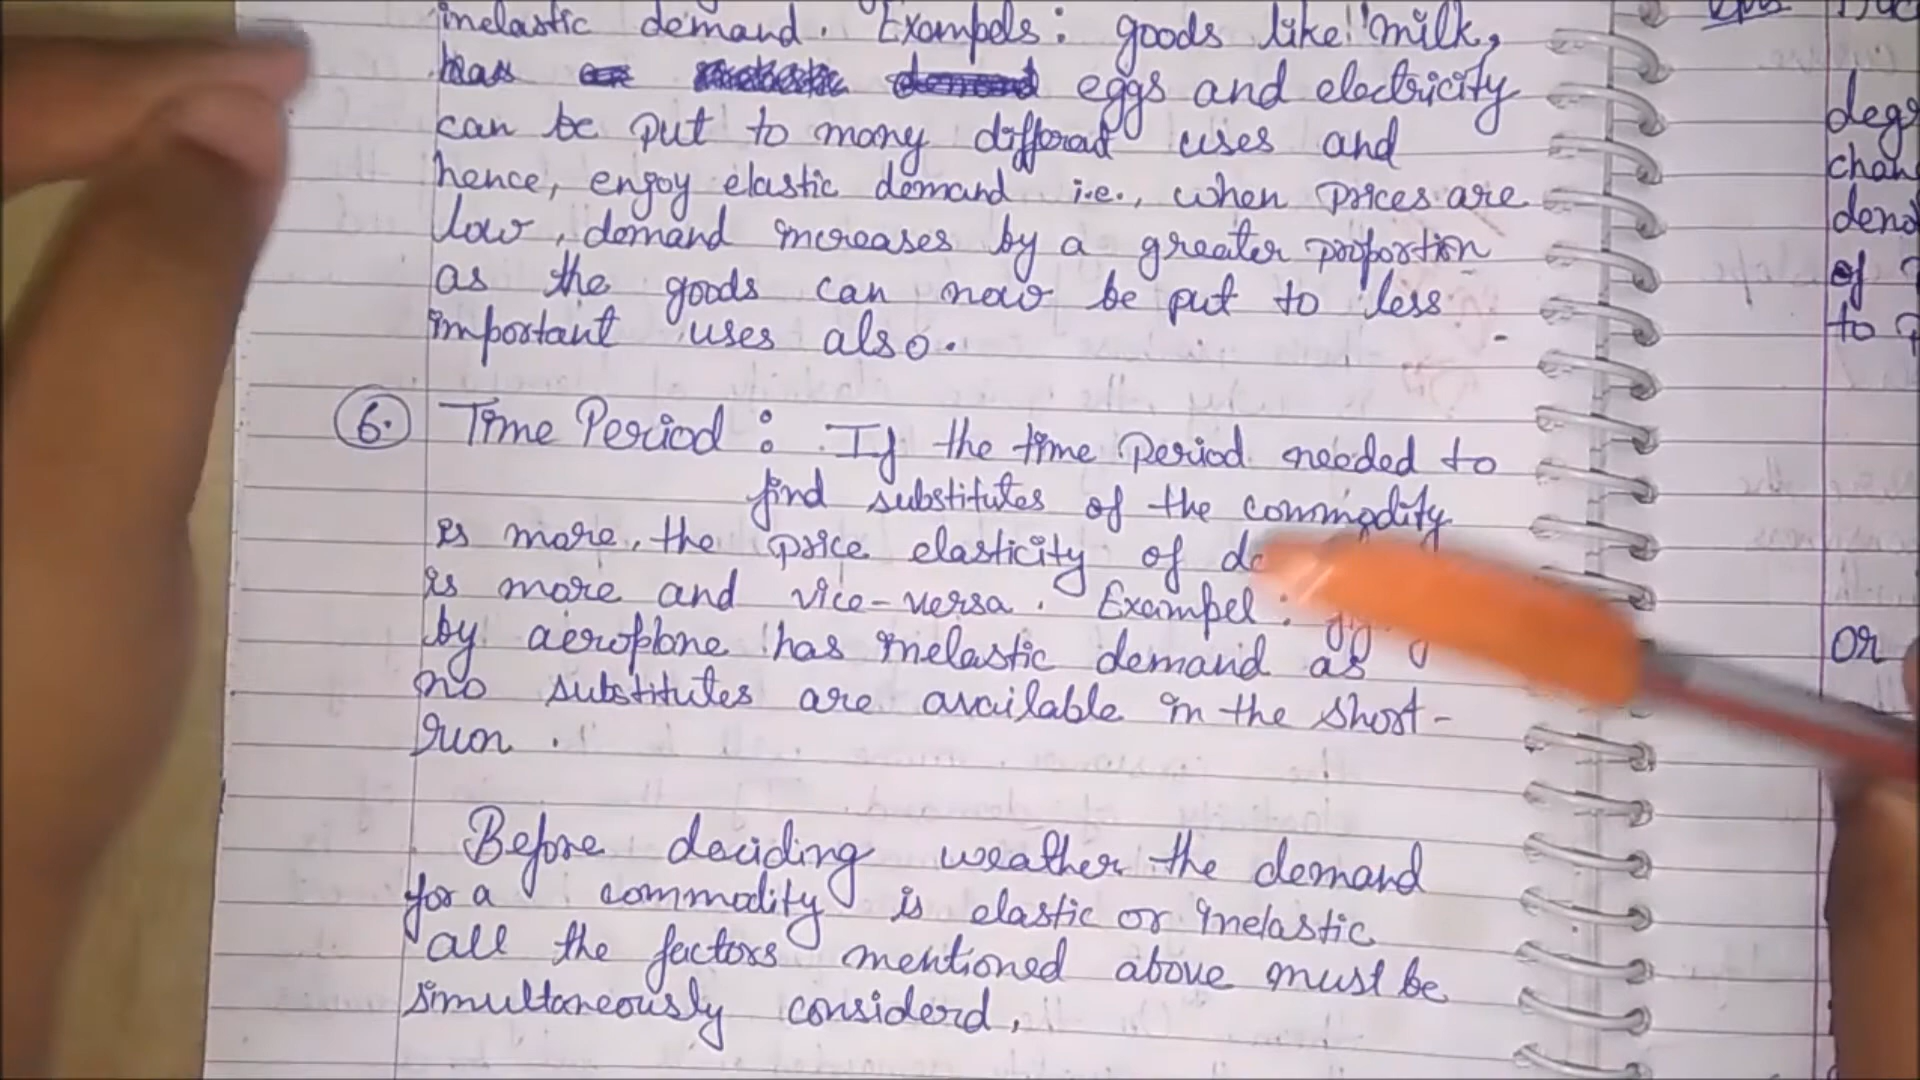 inelastic demand. Exampels: goods like milk,
eggs and electricity
can be put to many different uses and
hence, enjoy elastic demand i.e., when prices are
low, demand increases by a greater proportion
as the goods can now be put to less
important uses also.
6. Time Period: If the time Period needed to
find substitutes of the commodity
is more, the price elasticity of
is more and vice-versa. Exampel:
by aeroplane has inelastic demand as
no substitutes are available in the short-
run.
Before deciding weather the demand
for a commodity is elastic or inelastic
all the factors mentioned above must be
simultaneously considerd.
of
to
or